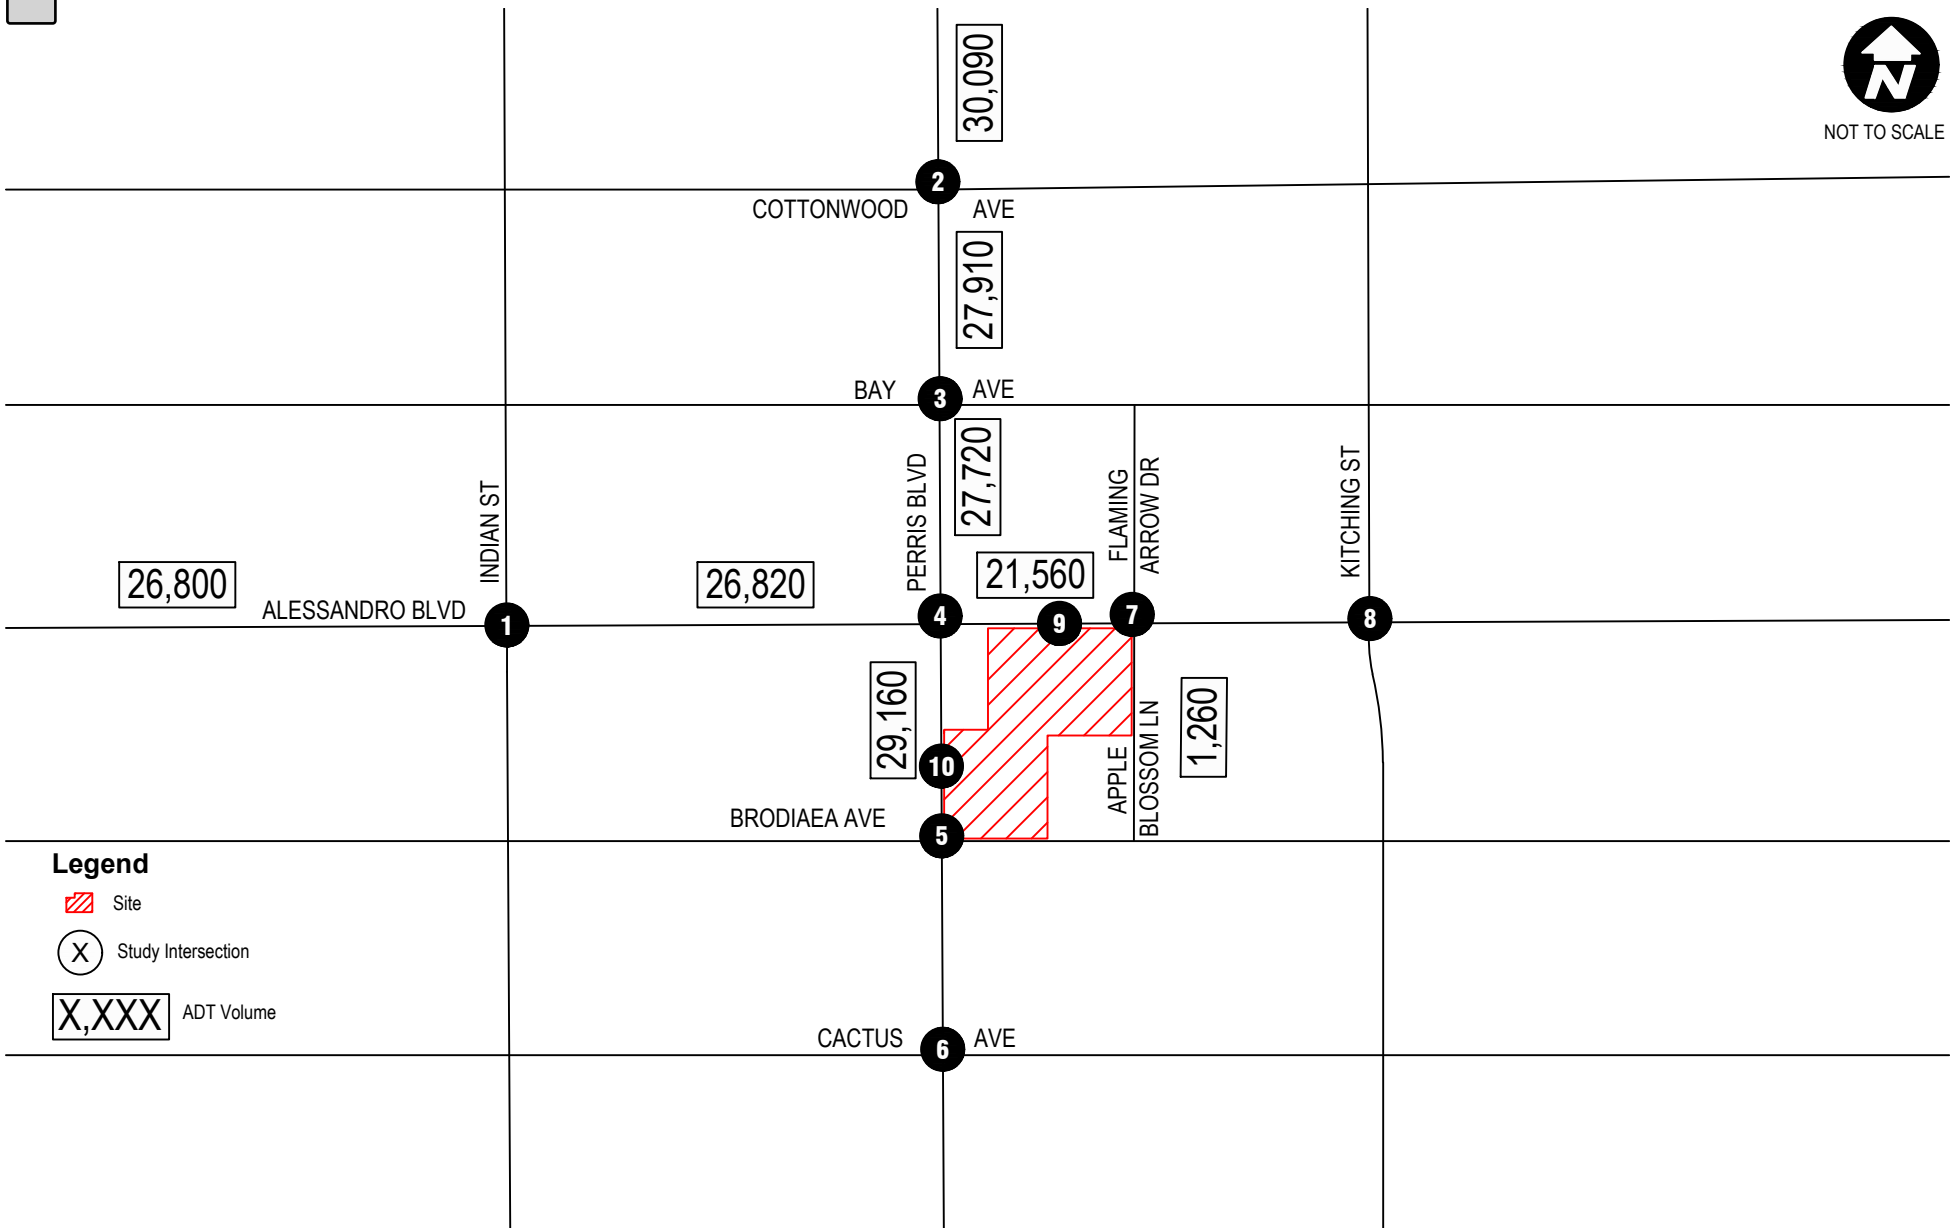 30,090
N
NOT TO SCALE
2
COTTONWOOD AVE
27,910
BAY AVE
3
27,720
INDIAN ST
PERRIS BLVD
FLAMING
ARROW DR
KITCHING ST
26,800
26,820
21,560
ALESSANDRO BLVD
1
4
9
7
8
29,160
10
APPLE
BLOSSOM LN
1,260
BRODIAEA AVE
5
Legend
Site
X Study Intersection
X,XXX ADT Volume
CACTUS AVE
6